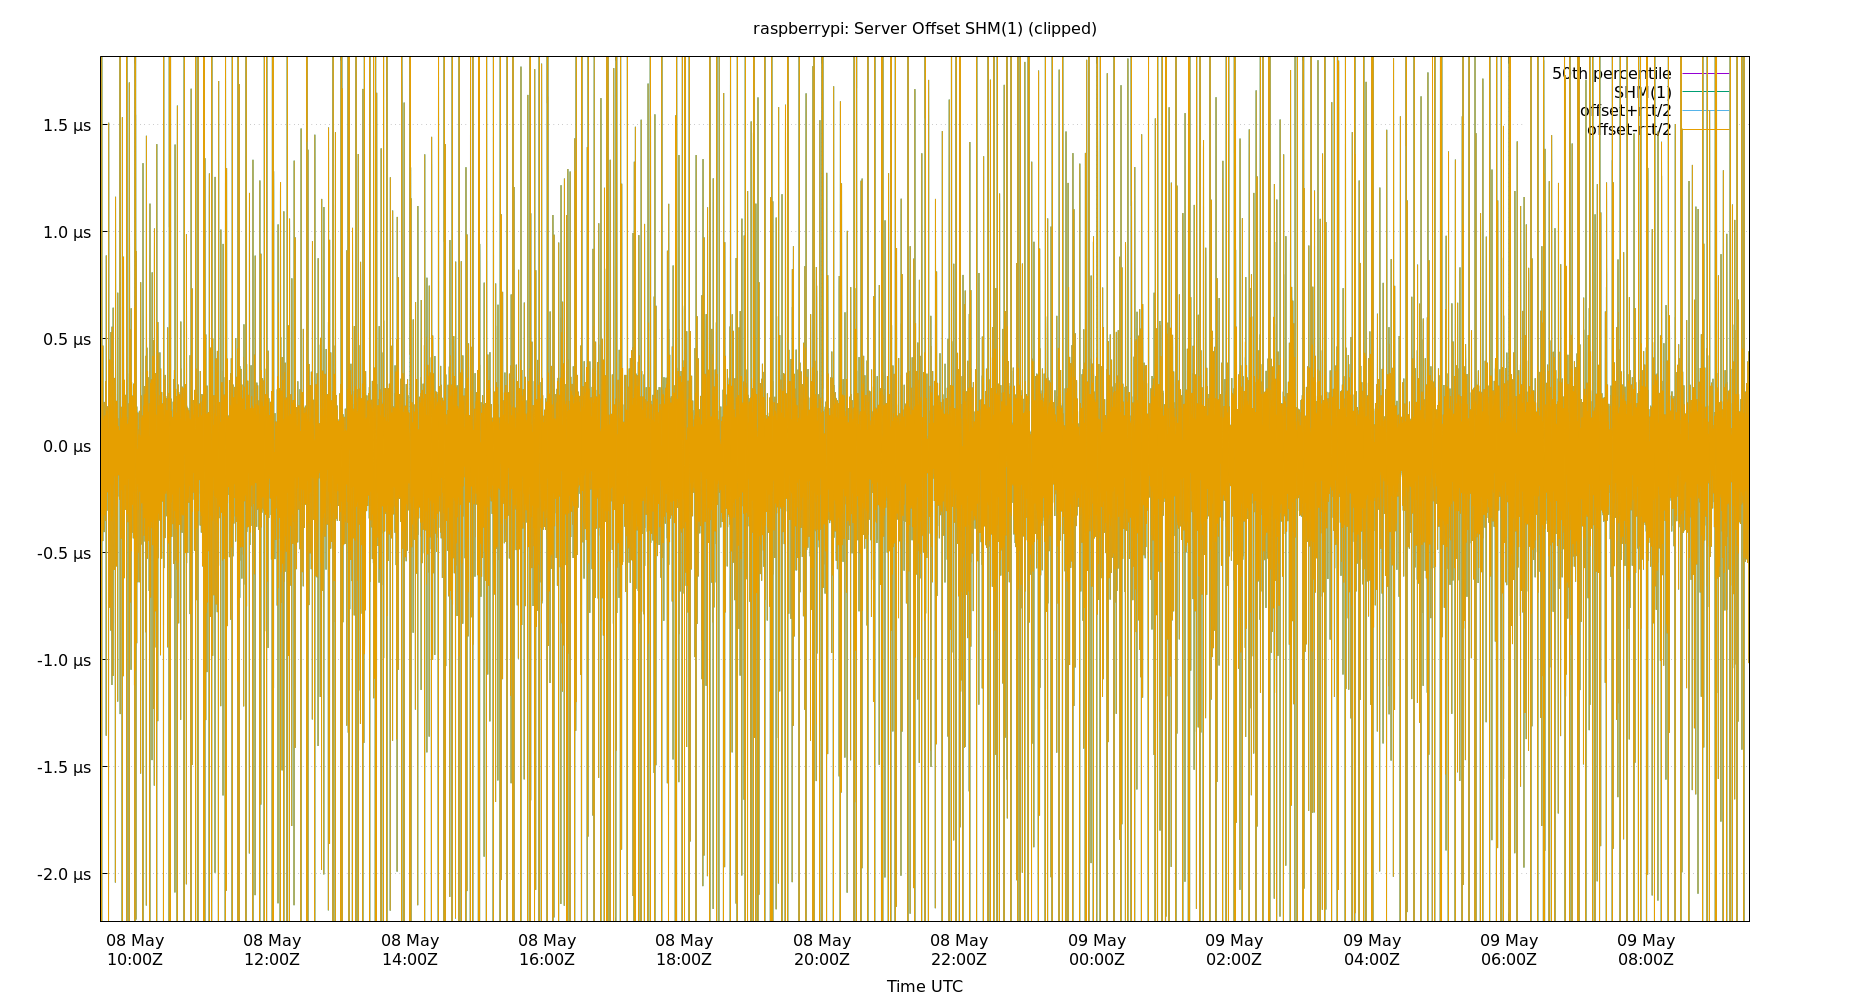 raspberrypi: Server Offset SHM(1) (clipped)
50th percentile
SHM(1)
offset+rtt/2
offset-rtt/2
1.5 µs
1.0 µs
0.5 µs
0.0 µs
-0.5 µs
-1.0 µs
-1.5 µs
-2.0 µs
08 May 08 May 08 May 08 May 08 May 08 May 08 May 09 May 09 May 09 May 09 May 09 May
10:00Z 12:00Z 14:00Z 16:00Z 18:00Z 20:00Z 22:00Z 00:00Z 02:00Z 04:00Z 06:00Z 08:00Z
Time UTC